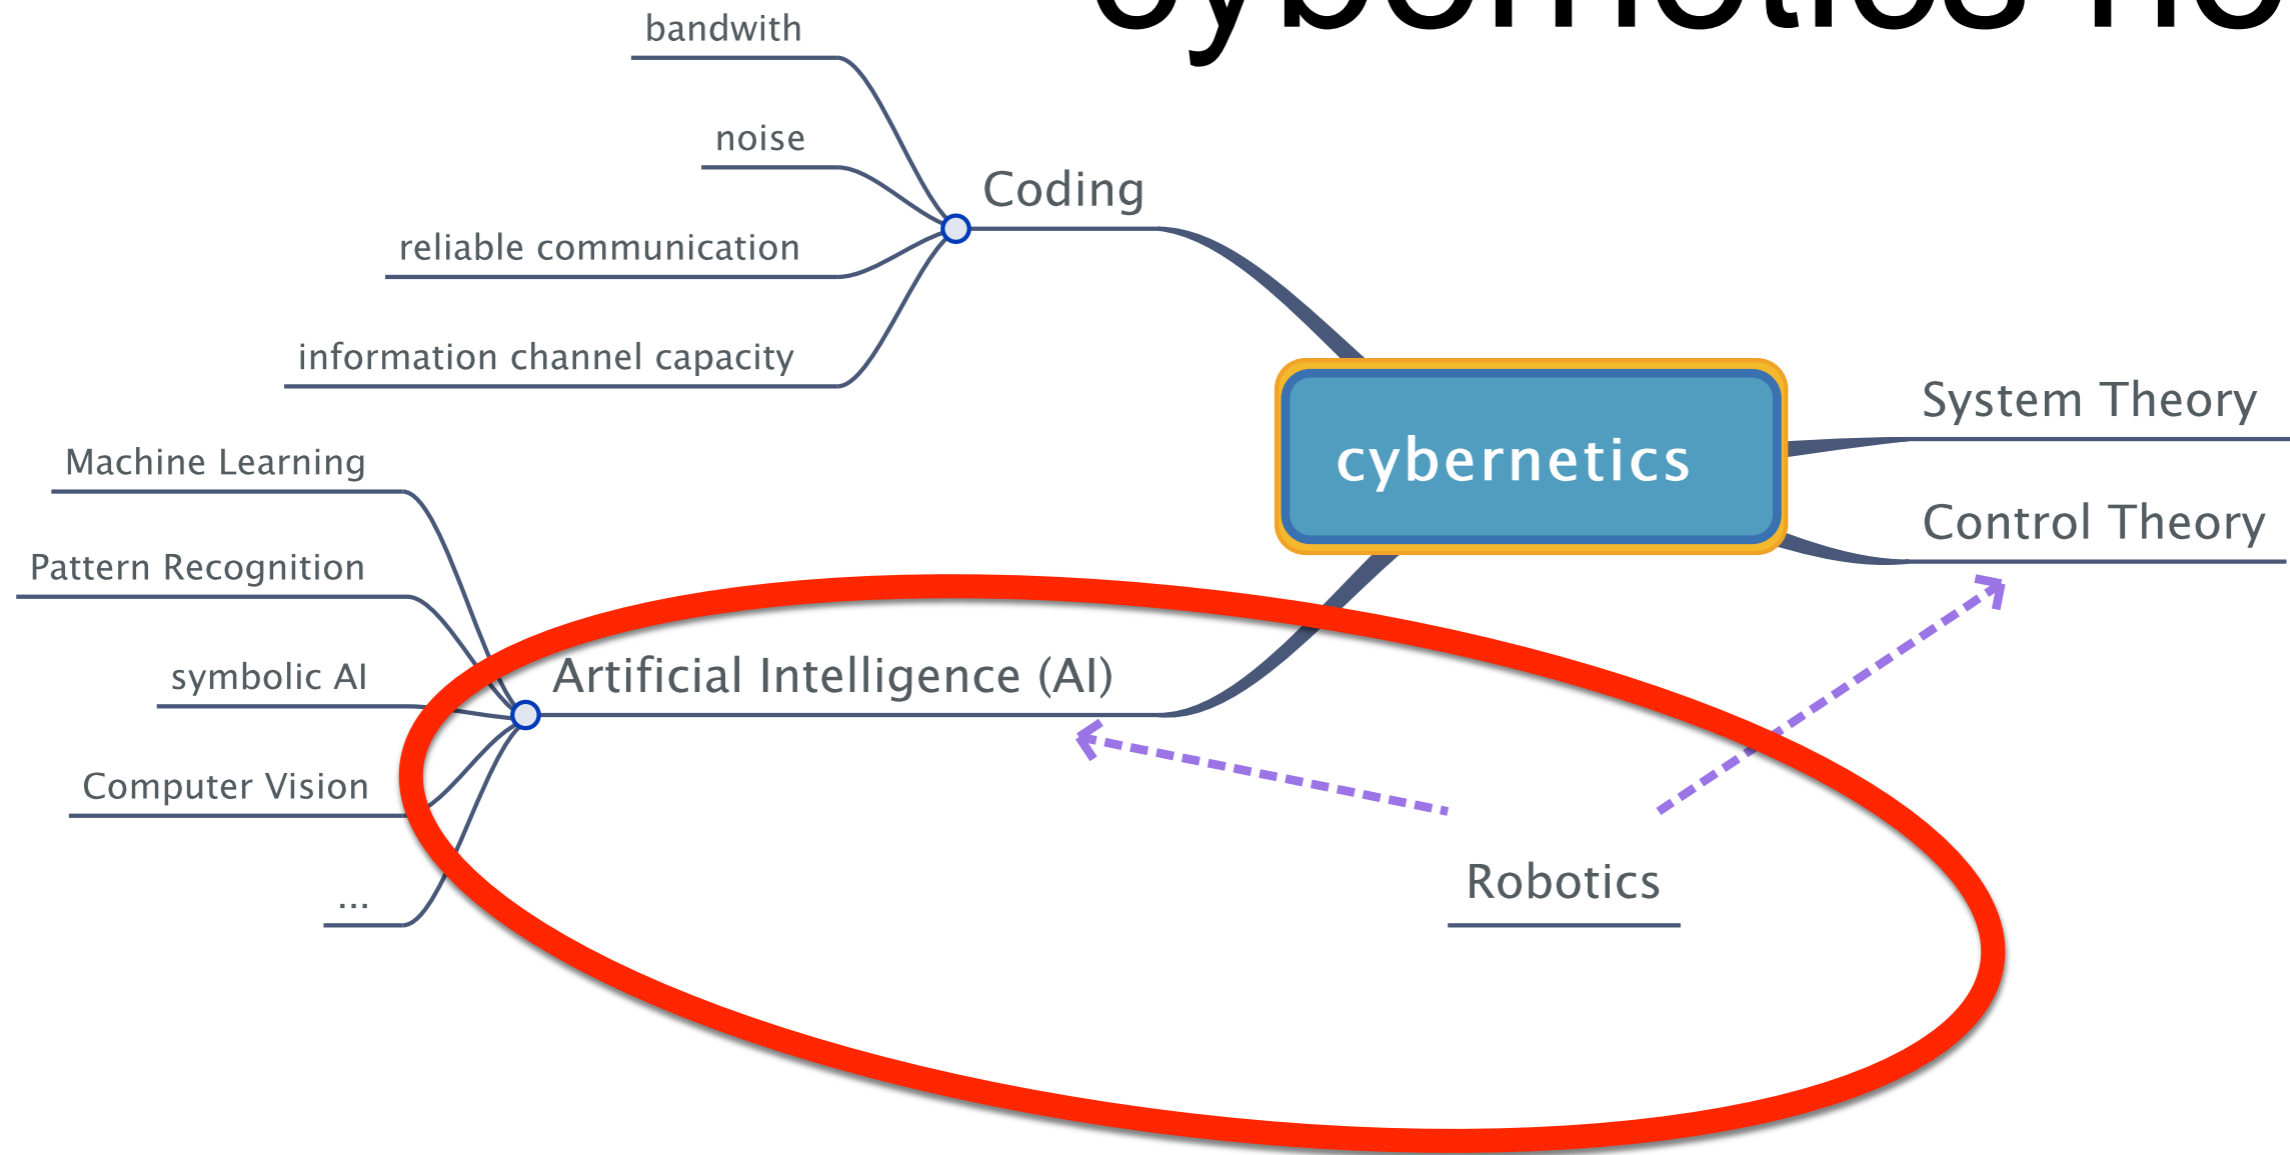 cybernetics
bandwith
noise
Coding
reliable communication
information channel capacity
cybernetics
System Theory
Control Theory
Machine Learning
Pattern Recognition
symbolic AI
Artificial Intelligence (AI)
Computer Vision
...
Robotics